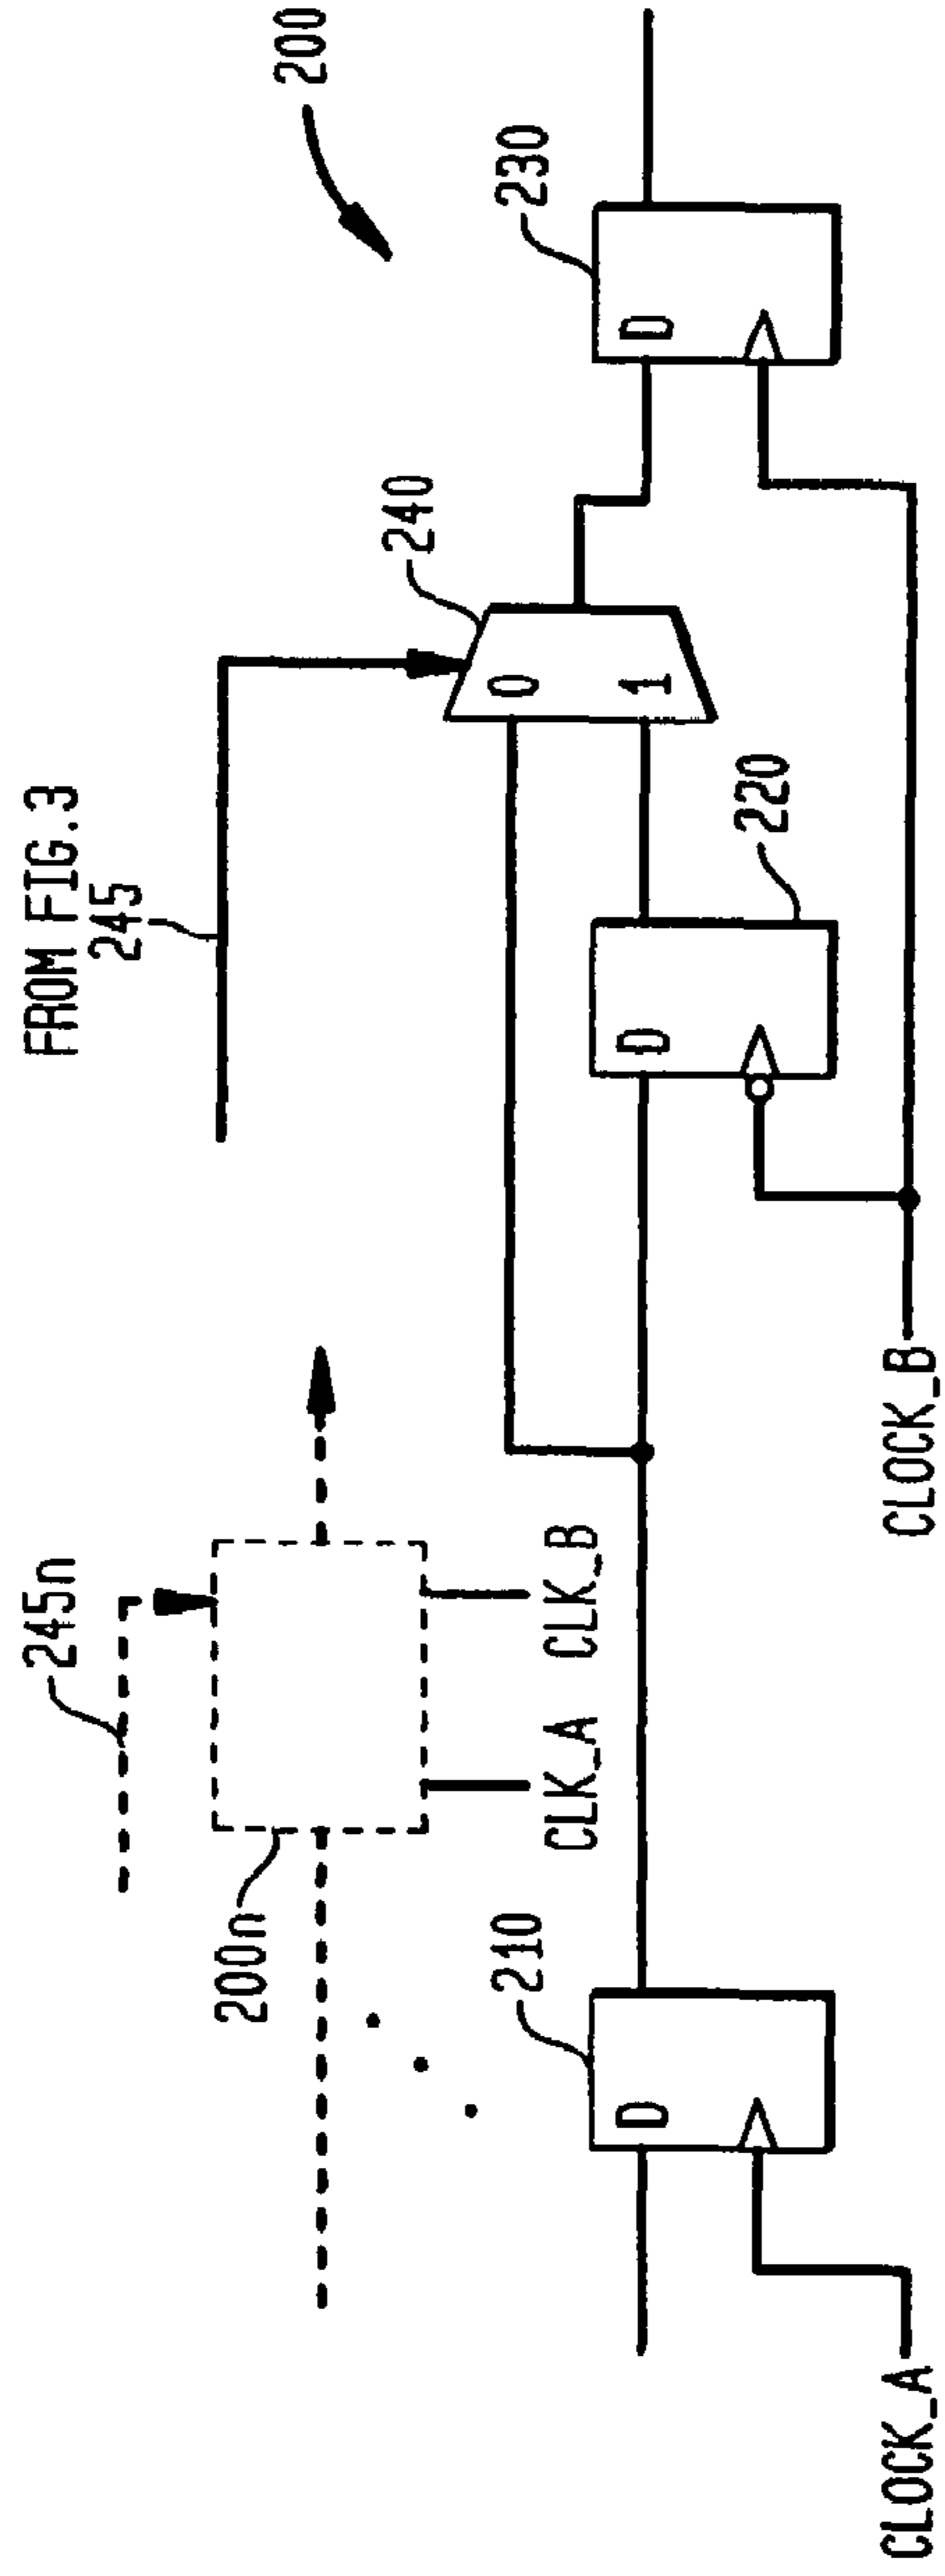 FROM FIG.3
245
200
245n
200n
CLK_A
CLK_B
240
0
1
230
D
210
D
220
D
CLOCK_A
CLOCK_B